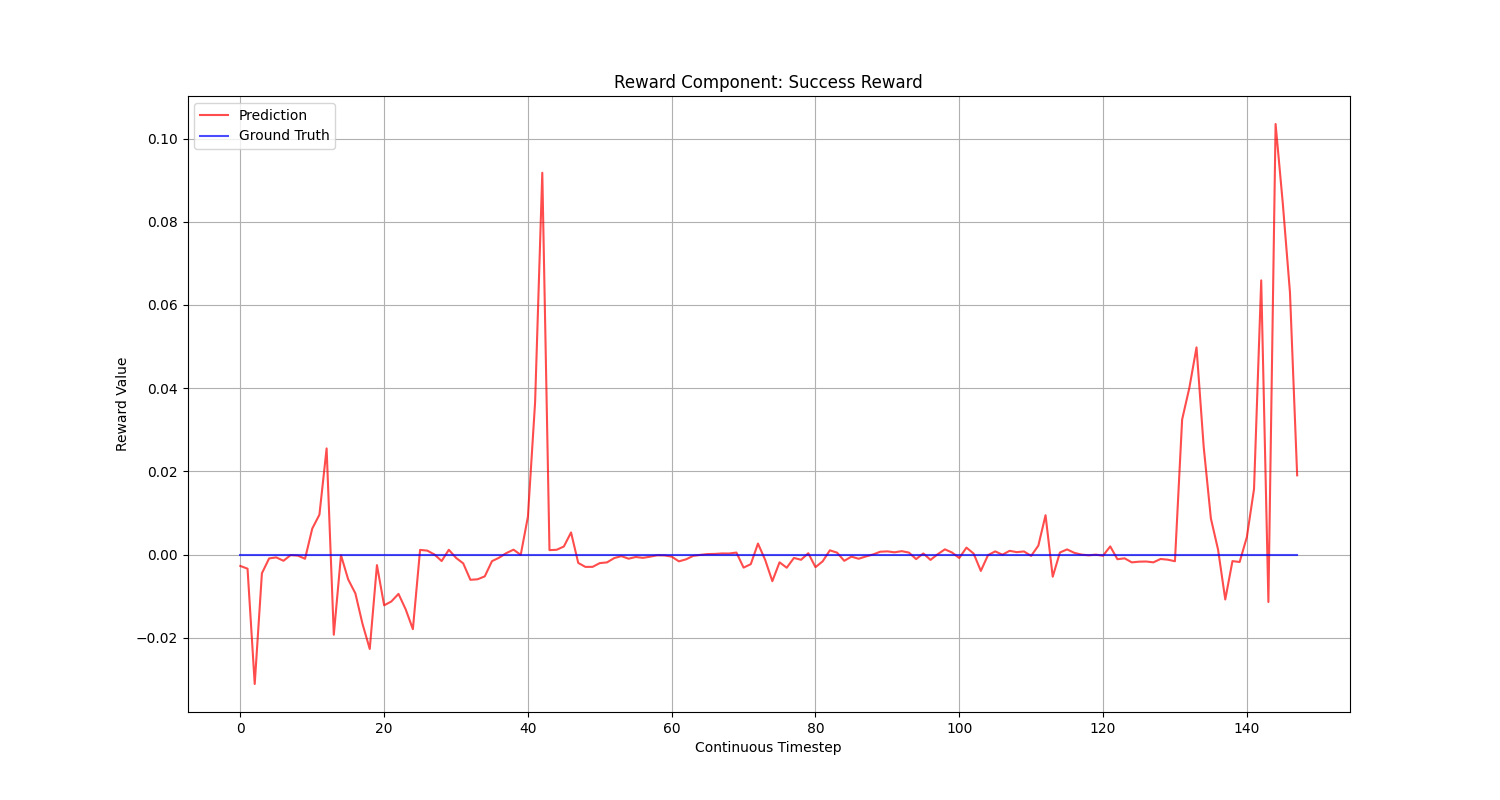 Reward Component: Success Reward
Prediction
Ground Truth
Reward Value
0.10
0.08
0.06
0.04
0.02
0.00
−0.02
0 20 40 60 80 100 120 140
Continuous Timestep